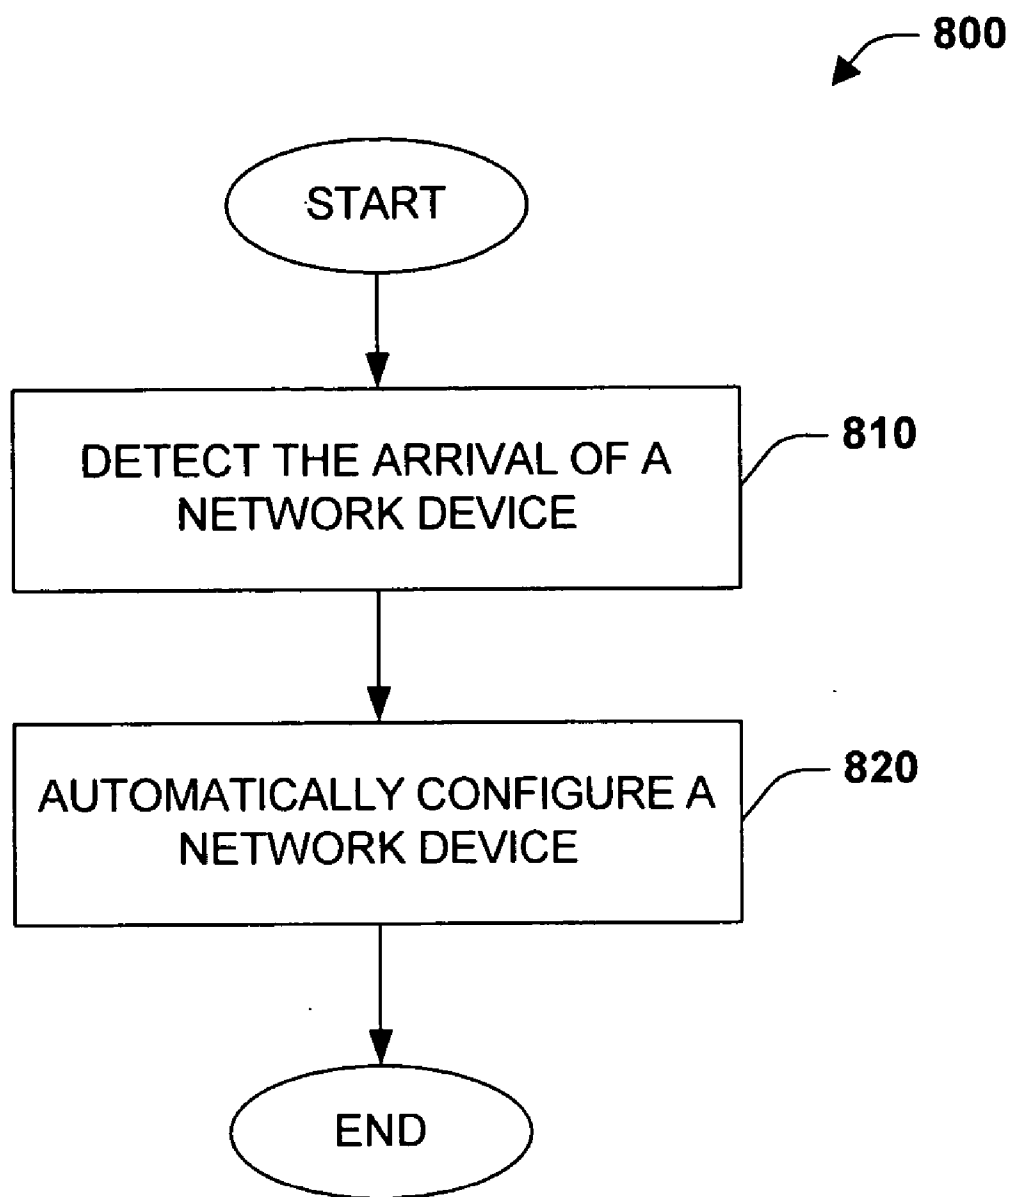 800
START
DETECT THE ARRIVAL OF A
NETWORK DEVICE
810
AUTOMATICALLY CONFIGURE A
NETWORK DEVICE
820
END